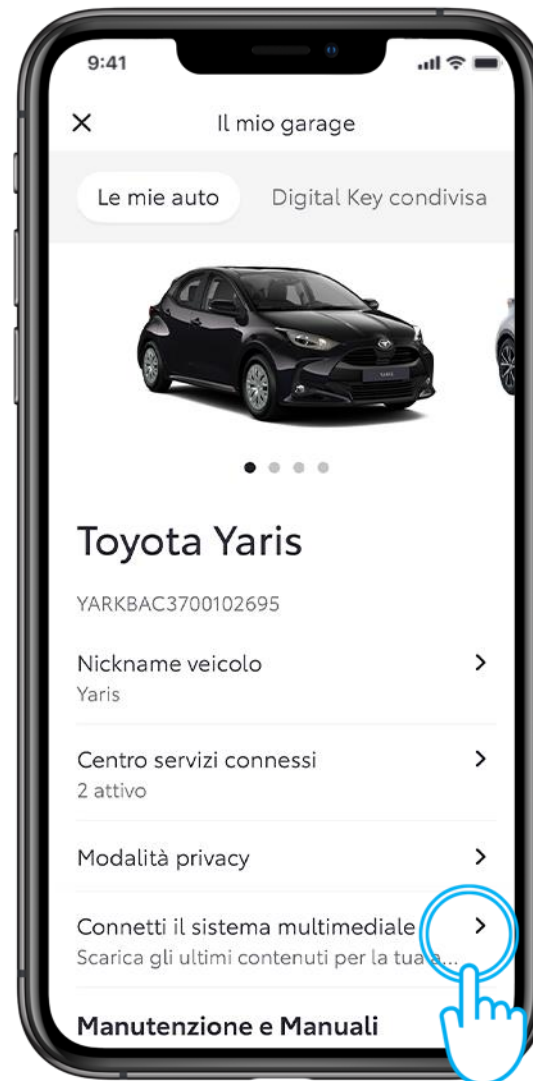 9:41
Il mio garage
Le mie auto
Digital Key condivisa
Toyota Yaris
YARKBAC3700102695
Nickname veicolo
Yaris
Centro servizi connessi
2 attivo
Modalità privacy
Connetti il sistema multimediale
Scarica gli ultimi contenuti per la tua a...
Manutenzione e Manuali